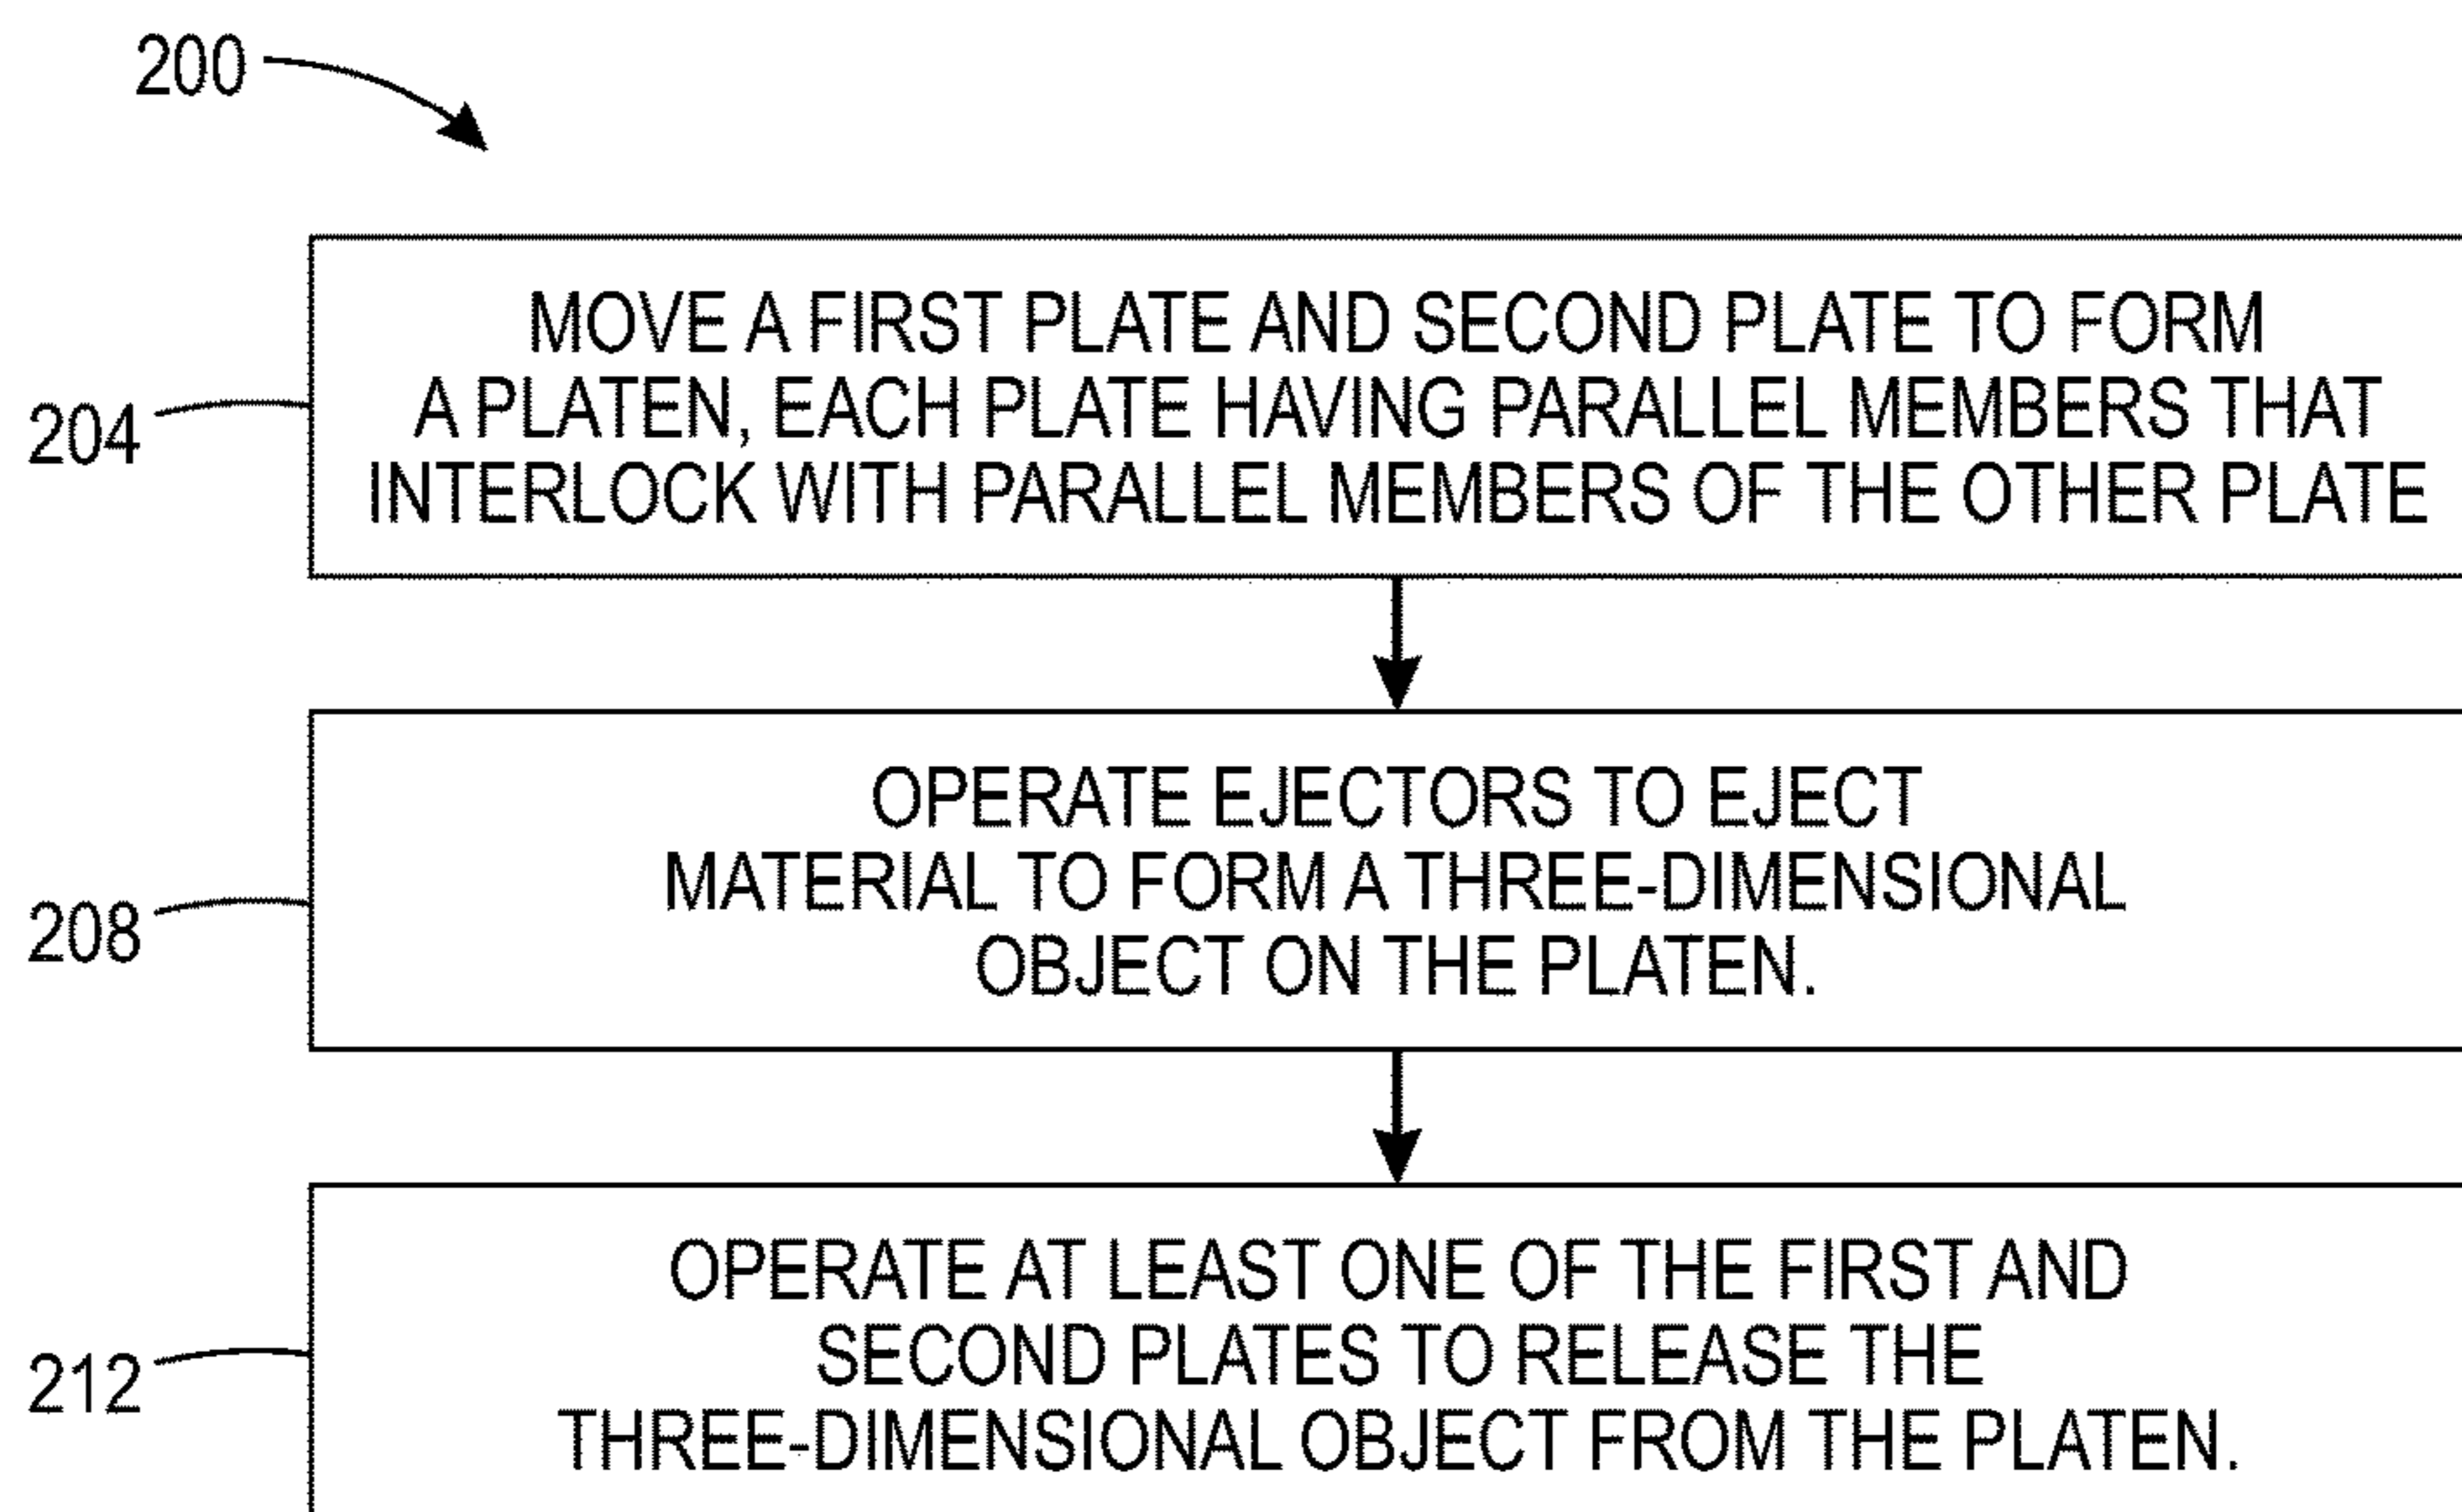 200
204
MOVE A FIRST PLATE AND SECOND PLATE TO FORM
A PLATEN, EACH PLATE HAVING PARALLEL MEMBERS THAT
INTERLOCK WITH PARALLEL MEMBERS OF THE OTHER PLATE
208
OPERATE EJECTORS TO EJECT
MATERIAL TO FORM A THREE-DIMENSIONAL
OBJECT ON THE PLATEN.
212
OPERATE AT LEAST ONE OF THE FIRST AND
SECOND PLATES TO RELEASE THE
THREE-DIMENSIONAL OBJECT FROM THE PLATEN.